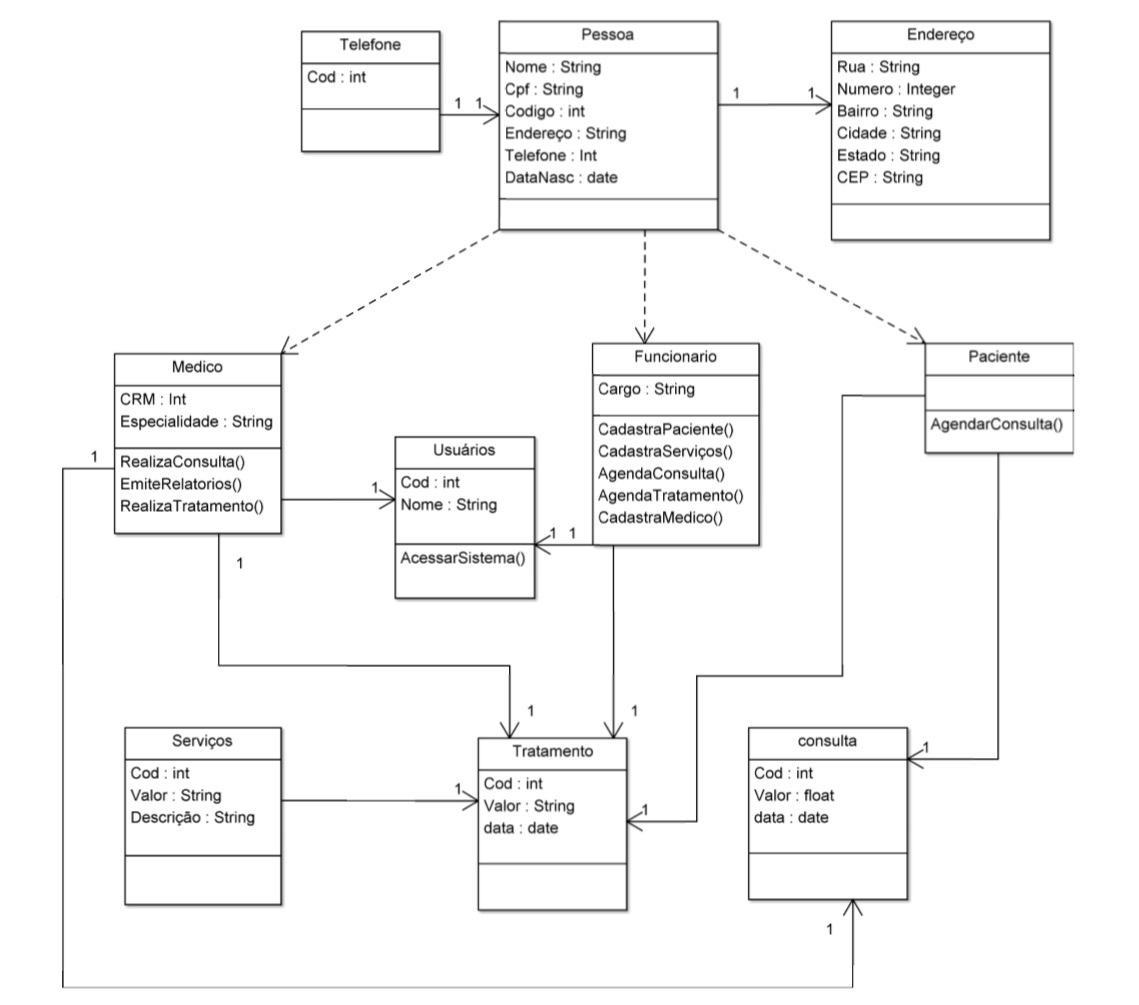 Telefone
Cod : int
1 1
Pessoa
Nome : String
Cpf : String
Codigo : int
Endereço : String
Telefone : Int
DataNasc : date
1 1
Endereço
Rua : String
Numero : Integer
Bairro : String
Cidade : String
Estado : String
CEP : String
Medico
CRM : Int
Especialidade : String
RealizaConsulta()
EmiteRelatorios()
RealizaTratamento()
1
1
1
Usuários
Cod : int
Nome : String
AcessarSistema()
1 1
Funcionario
Cargo : String
CadastraPaciente()
CadastraServiços()
AgendaConsulta()
AgendaTratamento()
CadastraMedico()
Paciente
AgendarConsulta()
1
1
Serviços
Cod : int
Valor : String
Descrição : String
1
Tratamento
Cod : int
Valor : String
data : date
1
consulta
Cod : int
Valor : float
data : date
1
1